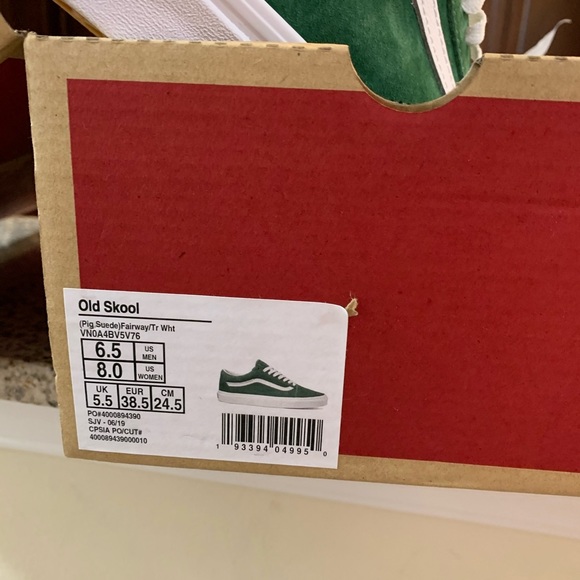 Old Skool
(Pig Suede)Fairway/Tr Wht
VN0A4BV5V76
6.5 US MEN
8.0 US WOMEN
UK EUR CM
5.5 38.5 24.5
PO#4000894390
SJV - 06/19
CPSIA PO/CUT#
400089439000010
1 93394 04995 0